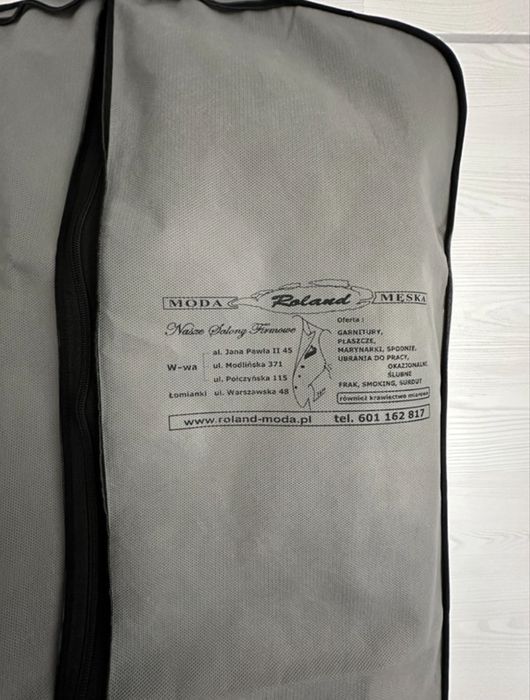 MODA Roland MĘSKA
Nasze Salony Firmowe
W-wa
al. Jana Pawła II 45
ul. Modlińska 371
ul. Połczyńska 115
Łomianki ul. Warszawska 48
Oferta :
GARNITURY,
PŁASZCZE,
MARYNARKI, SPODNIE,
UBRANIA DO PRACY,
OKAZJONALNE,
ŚLUBNE
FRAK, SMOKING, SURDUT
również krawiectwo miarowe
www.roland-moda.pl tel. 601 162 817